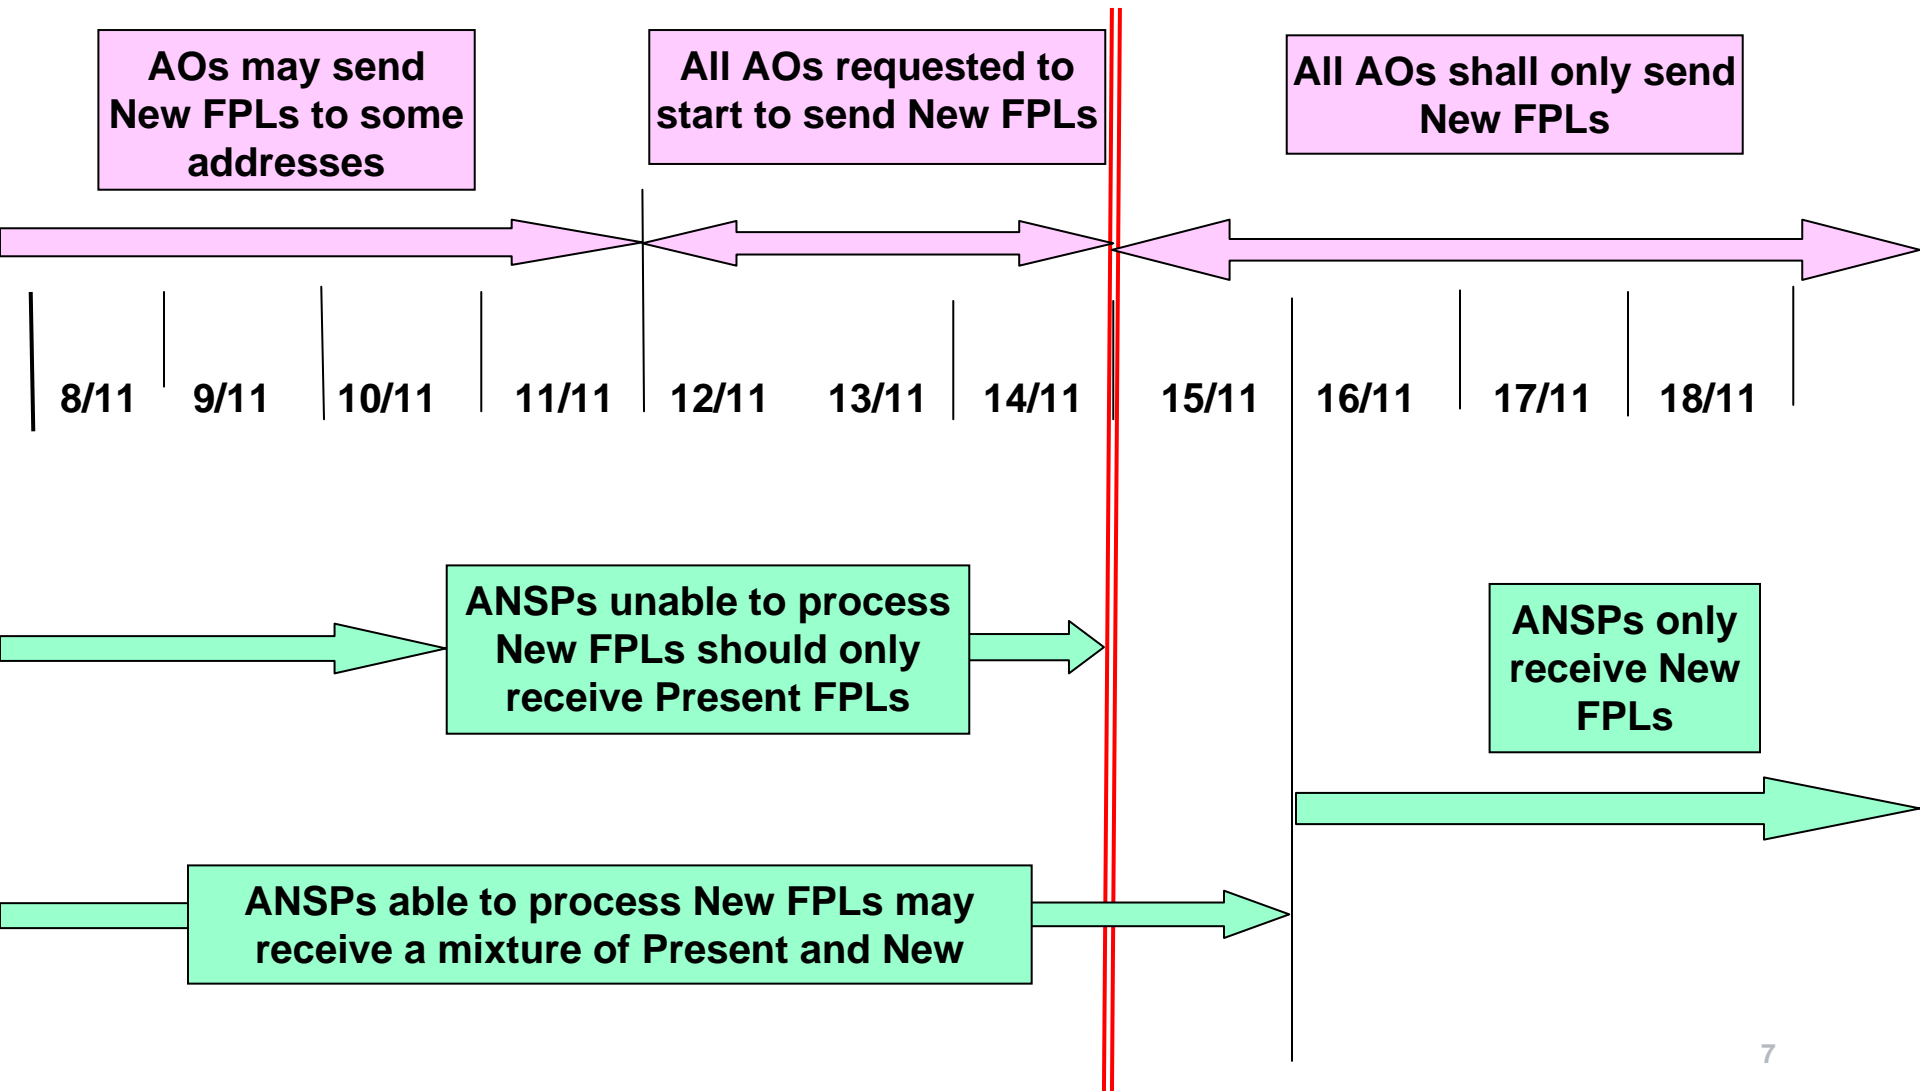 AOs may send
New FPLs to some
addresses
All AOs requested to
start to send New FPLs
All AOs shall only send
New FPLs
8/11 9/11 10/11 11/11 12/11 13/11 14/11 15/11 16/11 17/11 18/11
ANSPs unable to process
New FPLs should only
receive Present FPLs
ANSPs only
receive New
FPLs
ANSPs able to process New FPLs may
receive a mixture of Present and New
7